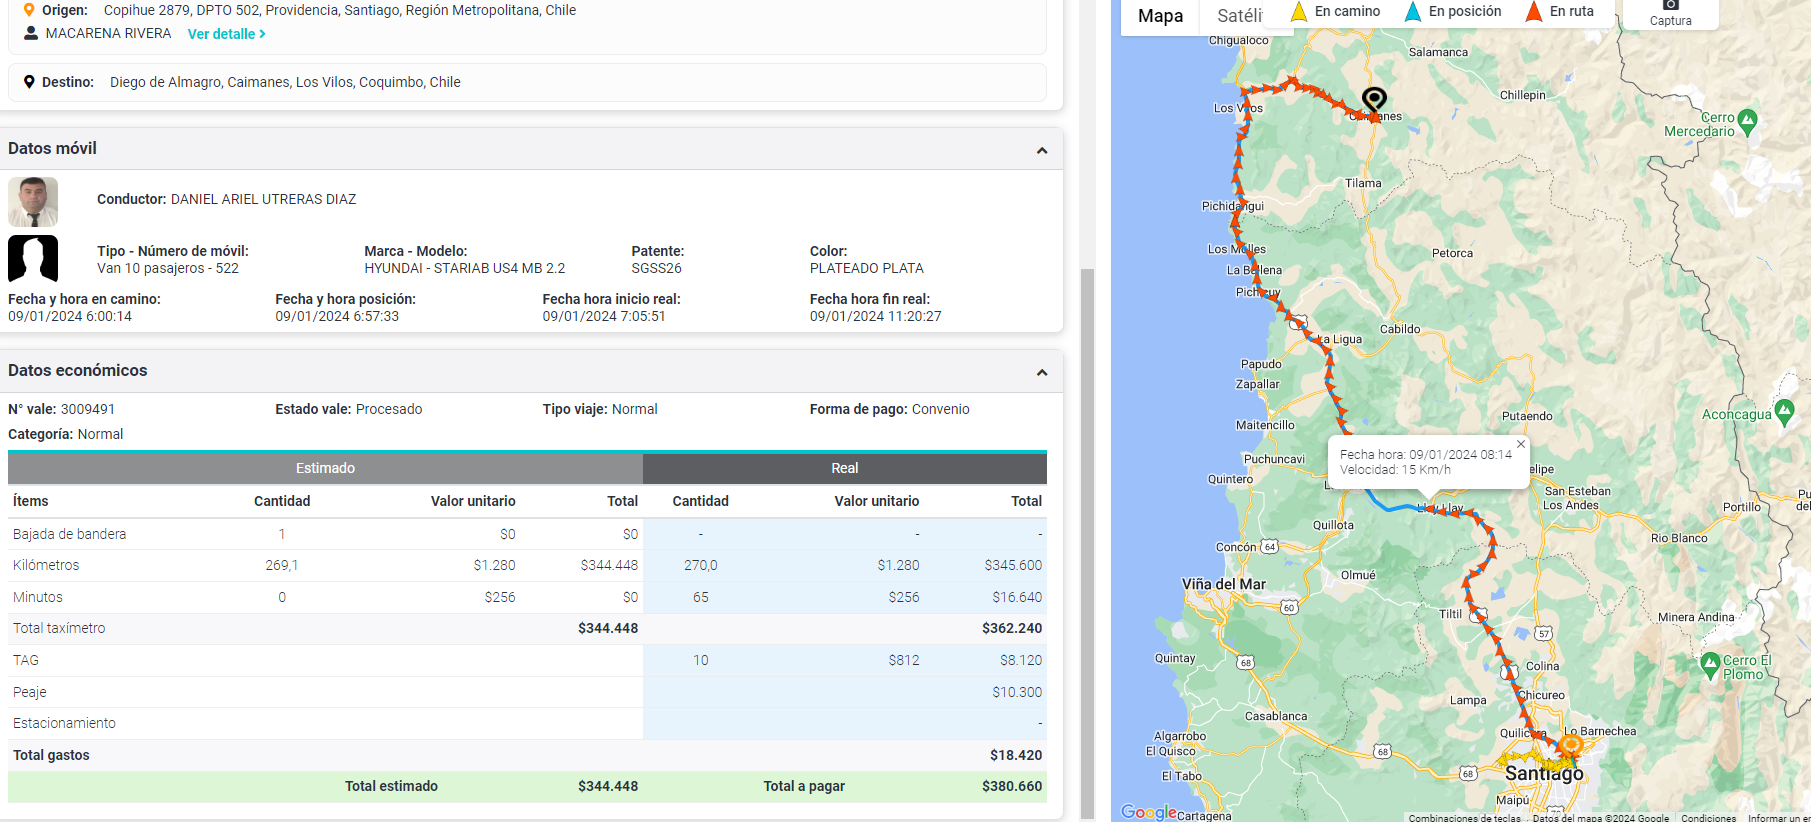 Origen: Copihue 2879, DPTO 502, Providencia, Santiago, Región Metropolitana, Chile
MACARENA RIVERA Ver detalle >
Destino: Diego de Almagro, Caimanes, Los Vilos, Coquimbo, Chile
Datos móvil
Conductor: DANIEL ARIEL UTRERAS DIAZ
Tipo - Número de móvil: Marca - Modelo: Patente: Color:
Van 10 pasajeros - 522 HYUNDAI - STARIAB US4 MB 2.2 SGSS26 PLATEADO PLATA
Fecha y hora en camino: Fecha y hora posición: Fecha hora inicio real: Fecha hora fin real:
09/01/2024 6:00:14 09/01/2024 6:57:33 09/01/2024 7:05:51 09/01/2024 11:20:27
Datos económicos
N° vale: 3009491 Estado vale: Procesado Tipo viaje: Normal Forma de pago: Convenio
Categoría: Normal
Estimado Real
Ítems Cantidad Valor unitario Total Cantidad Valor unitario Total
Bajada de bandera 1 $0 $0 - - -
Kilómetros 269,1 $1.280 $344.448 270,0 $1.280 $345.600
Minutos 0 $256 $0 65 $256 $16.640
Total taxímetro $344.448 $362.240
TAG 10 $812 $8.120
Peaje $10.300
Estacionamiento -
Total gastos $18.420
Total estimado $344.448 Total a pagar $380.660
Mapa Satéli
En camino En posición En ruta
Captura
Chigualoco
Salamanca
Chillepin
Los Vilos
Cerro
Mercedario
Tilama
Pichidangui
Los Molles
Petorca
La Ballena
Pichicuy
Cabildo
La Ligua
Papudo
Zapallar
Putaendo
Aconcagua
Maitencillo
Fecha hora: 09/01/2024 08:14
Velocidad: 15 Km/h
Puchuncavi
elipe
Quintero
San Esteban
Los Andes
Portillo
Pu
del
Llay Llay
Quillota
Rio Blanco
Concón 64
Olmué
Viña del Mar
60
Tiltil
Minera Andina
57
Quintay
68
Colina
Cerro El
Plomo
Lampa
Chicureo
Casablanca
Algarrobo
El Quisco
Quilicura
Lo Barnechea
68
El Tabo
68
Santiago
Maipú
Google
Cartagena
Combinaciones de teclas Datos del mapa ©2024 Google Condiciones Informar un er